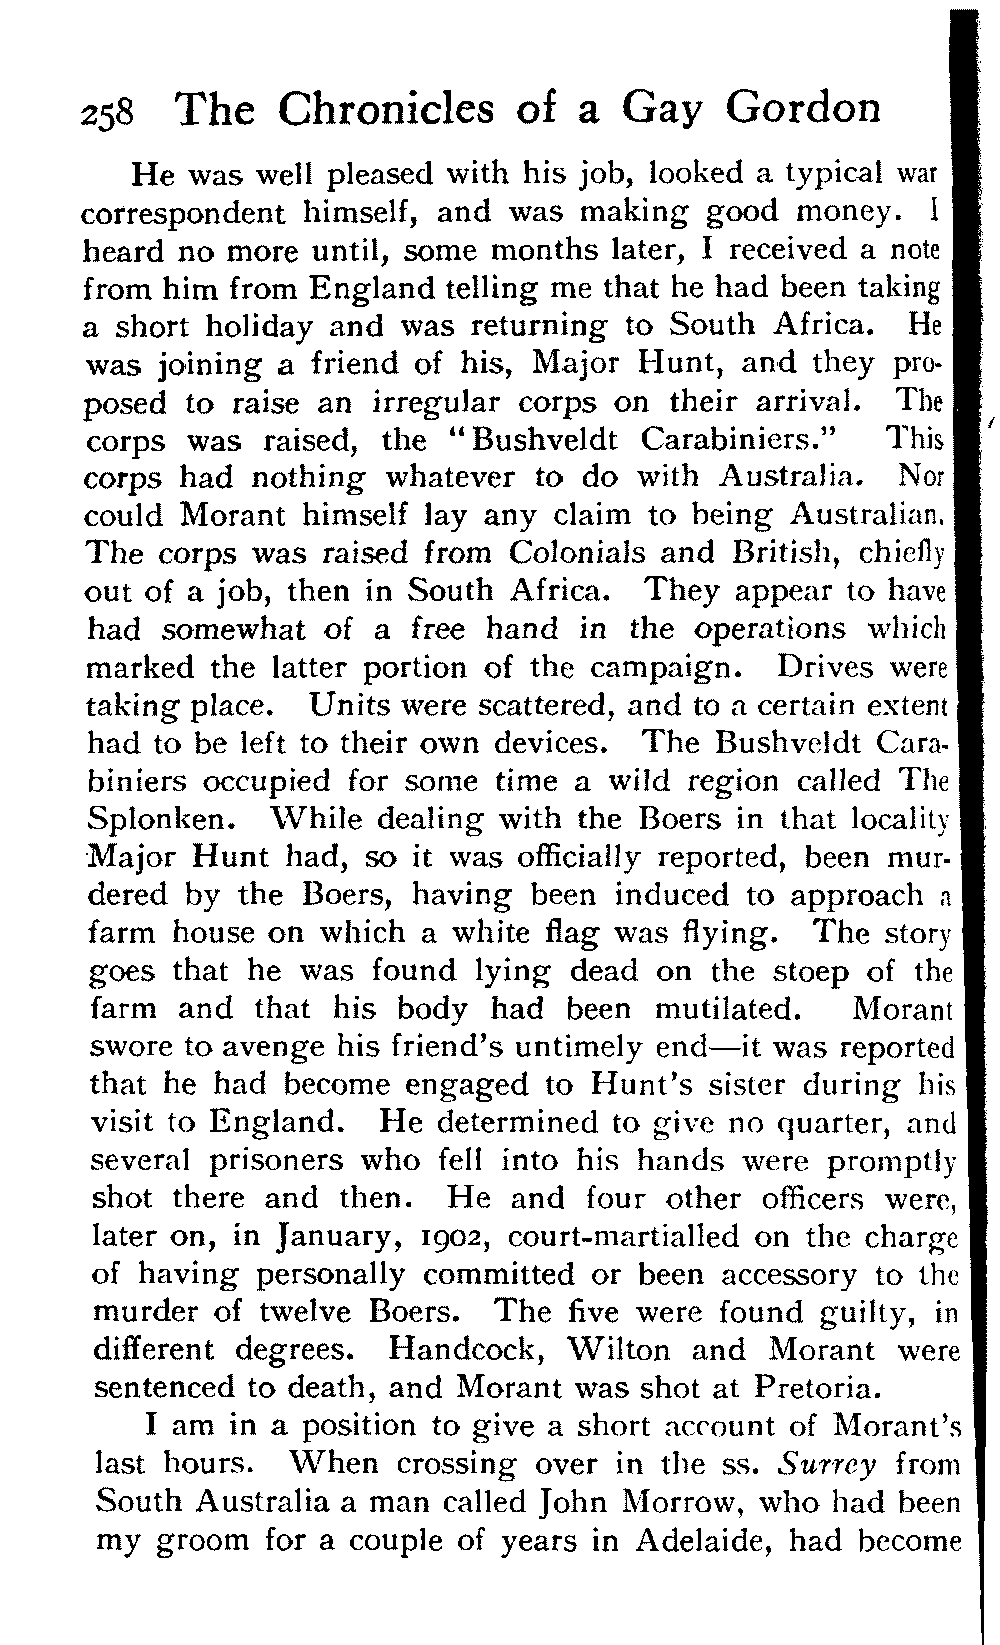 258 The Chronicles of a Gay Gordon
He was well pleased with his job, looked a typical war
correspondent himself, and was making good money. I
heard no more until, some months later, I received a note
from him from England telling me that he had been taking
a short holiday and was returning to South Africa. He
was joining a friend of his, Major Hunt, and they pro-
posed to raise an irregular corps on their arrival. The
corps was raised, the "Bushveldt Carabiniers." This
corps had nothing whatever to do with Australia. Nor
could Morant himself lay any claim to being Australian.
The corps was raised from Colonials and British, chiefly
out of a job, then in South Africa. They appear to have
had somewhat of a free hand in the operations which
marked the latter portion of the campaign. Drives were
taking place. Units were scattered, and to a certain extent
had to be left to their own devices. The Bushveldt Cara-
biniers occupied for some time a wild region called The
Splonken. While dealing with the Boers in that locality
Major Hunt had, so it was officially reported, been mur-
dered by the Boers, having been induced to approach a
farm house on which a white flag was flying. The story
goes that he was found lying dead on the stoep of the
farm and that his body had been mutilated. Morant
swore to avenge his friend's untimely end—it was reported
that he had become engaged to Hunt's sister during his
visit to England. He determined to give no quarter, and
several prisoners who fell into his hands were promptly
shot there and then. He and four other officers were,
later on, in January, 1902, court-martialled on the charge
of having personally committed or been accessory to the
murder of twelve Boers. The five were found guilty, in
different degrees. Handcock, Wilton and Morant were
sentenced to death, and Morant was shot at Pretoria.
I am in a position to give a short account of Morant's
last hours. When crossing over in the ss. Surrey from
South Australia a man called John Morrow, who had been
my groom for a couple of years in Adelaide, had become